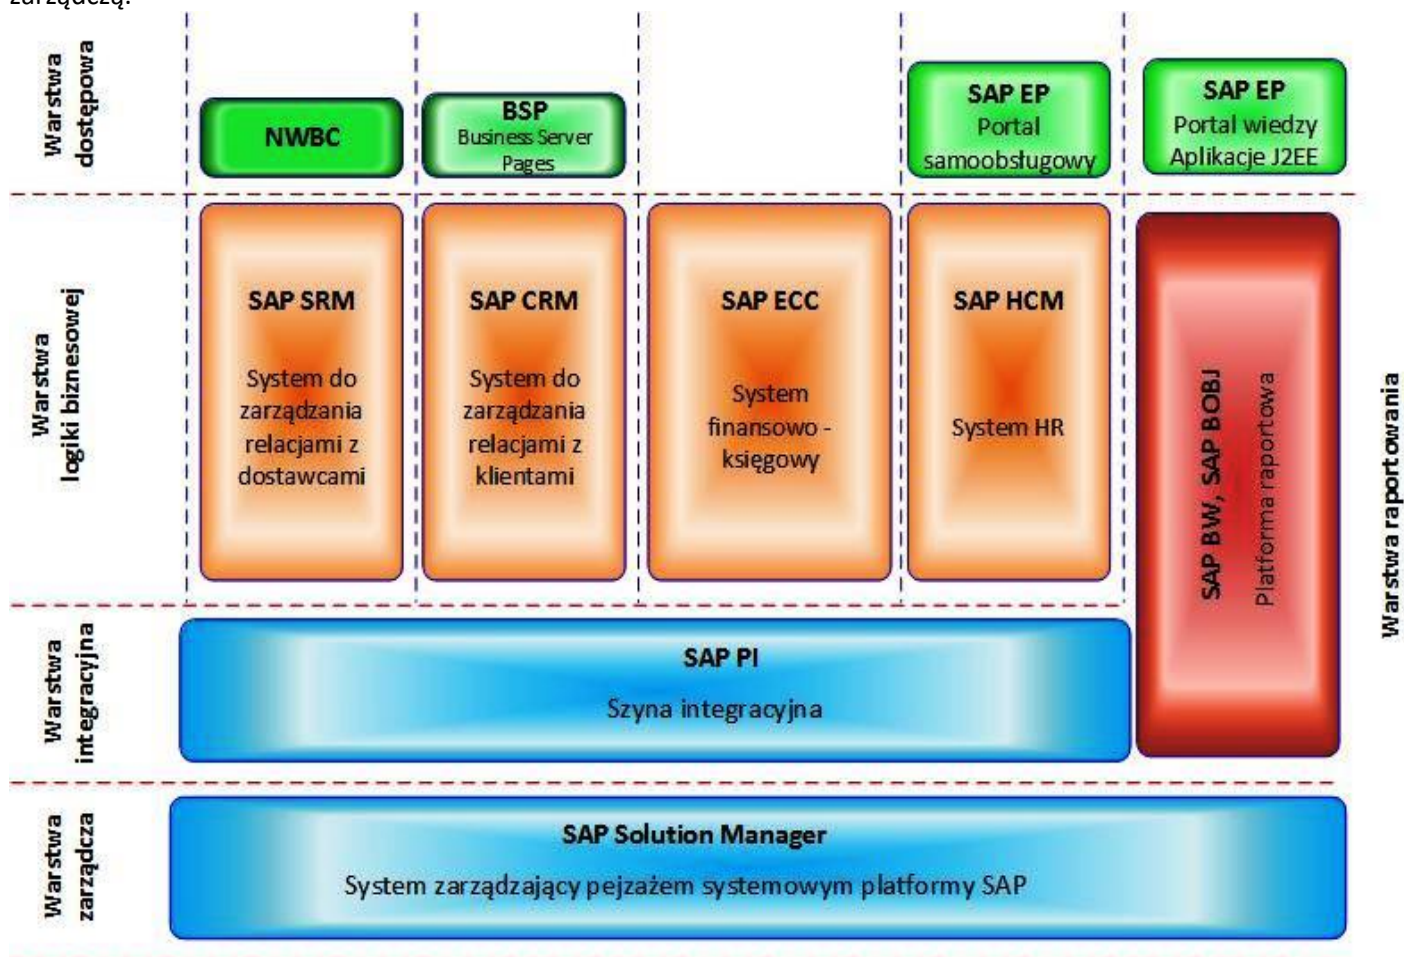 zarządczą.
Warstwa
dostępowa
NWBC
BSP
Business Server
Pages
SAP EP
Portal
samoobsługowy
SAP EP
Portal wiedzy
Aplikacje J2EE
Warstwa
logiki biznesowej
SAP SRM
System do
zarządzania
relacjami z
dostawcami
SAP CRM
System do
zarządzania
relacjami z
klientami
SAP ECC
System
finansowo -
księgowy
SAP HCM
System HR
SAP BW, SAP BOBJ
Platforma raportowa
Warstwa raportowania
Warstwa
integracyjna
SAP PI
Szyna integracyjna
Warstwa
zarządcza
SAP Solution Manager
System zarządzający pejzażem systemowym platformy SAP